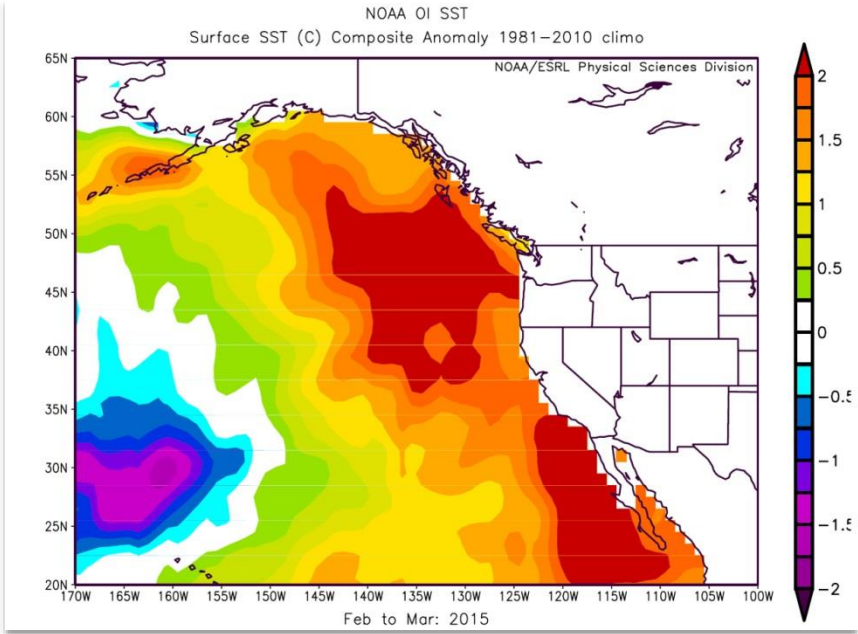 NOAA OI SST
Surface SST (C) Composite Anomaly 1981-2010 climo
NOAA/ESRL Physical Sciences Division
65N
60N
55N
50N
45N
40N
35N
30N
25N
20N
170W 165W 160W 155W 150W 145W 140W 135W 130W 125W 120W 115W 110W 105W 100W
Feb to Mar: 2015
2
1.5
1
0.5
0
-0.5
-1
-1.5
-2